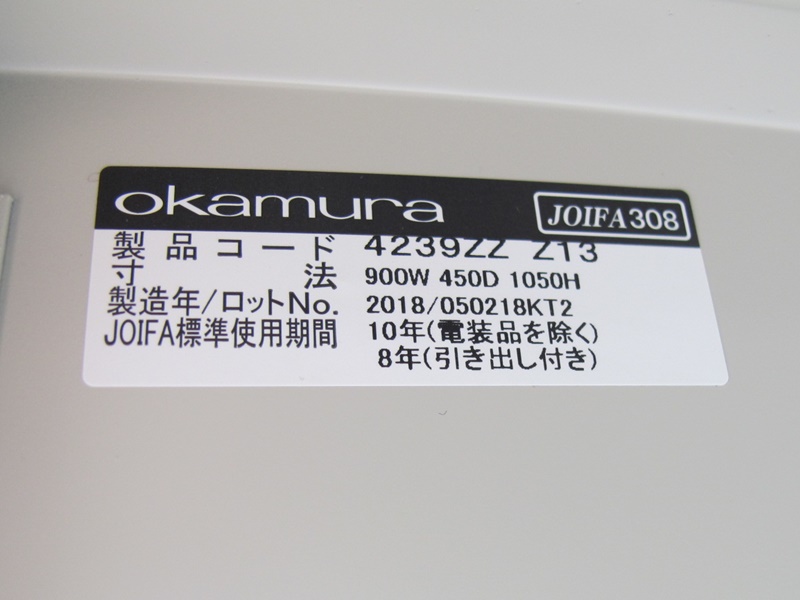 okamura JOIFA308
製品コード 4239ZZ Z13
寸法 900W 450D 1050H
製造年/ロットNo. 2018/050218KT2
JOIFA標準使用期間 10年(電装品を除く)
8年(引き出し付き)